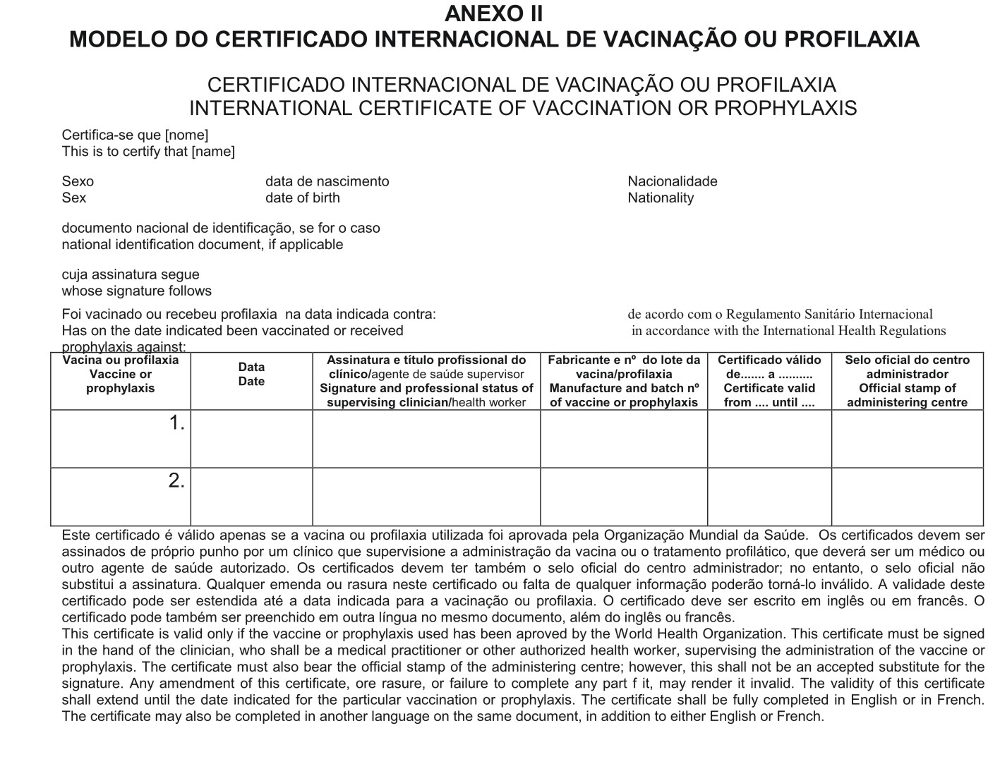 ANEXO II
MODELO DO CERTIFICADO INTERNACIONAL DE VACINAÇÃO OU PROFILAXIA
CERTIFICADO INTERNACIONAL DE VACINAÇÃO OU PROFILAXIA
INTERNATIONAL CERTIFICATE OF VACCINATION OR PROPHYLAXIS
Certifica-se que [nome]
This is to certify that [name]
Sexo data de nascimento Nacionalidade
Sex date of birth Nationality
documento nacional de identificação, se for o caso
national identification document, if applicable
cuja assinatura segue
whose signature follows
Foi vacinado ou recebeu profilaxia na data indicada contra: de acordo com o Regulamento Sanitário Internacional
Has on the date indicated been vaccinated or received in accordance with the International Health Regulations
prophylaxis against:
Vacina ou profilaxia
Vaccine or
prophylaxis
Data
Date
Assinatura e título profissional do
clínico/agente de saúde supervisor
Signature and professional status of
supervising clinician/health worker
Fabricante e nº do lote da
vacina/profilaxia
Manufacture and batch nº
of vaccine or prophylaxis
Certificado válido
de....... a ..........
Certificate valid
from .... until ....
Selo oficial do centro
administrador
Official stamp of
administering centre
1.
2.
Este certificado é válido apenas se a vacina ou profilaxia utilizada foi aprovada pela Organização Mundial da Saúde. Os certificados devem ser
assinados de próprio punho por um clínico que supervisione a administração da vacina ou o tratamento profilático, que deverá ser um médico ou
outro agente de saúde autorizado. Os certificados devem ter também o selo oficial do centro administrador; no entanto, o selo oficial não
substitui a assinatura. Qualquer emenda ou rasura neste certificado ou falta de qualquer informação poderão torná-lo inválido. A validade deste
certificado pode ser estendida até a data indicada para a vacinação ou profilaxia. O certificado deve ser escrito em inglês ou em francês. O
certificado pode também ser preenchido em outra língua no mesmo documento, além do inglês ou francês.
This certificate is valid only if the vaccine or prophylaxis used has been aproved by the World Health Organization. This certificate must be signed
in the hand of the clinician, who shall be a medical practitioner or other authorized health worker, supervising the administration of the vaccine or
prophylaxis. The certificate must also bear the official stamp of the administering centre; however, this shall not be an accepted substitute for the
signature. Any amendment of this certificate, ore rasure, or failure to complete any part f it, may render it invalid. The validity of this certificate
shall extend until the date indicated for the particular vaccination or prophylaxis. The certificate shall be fully completed in English or in French.
The certificate may also be completed in another language on the same document, in addition to either English or French.